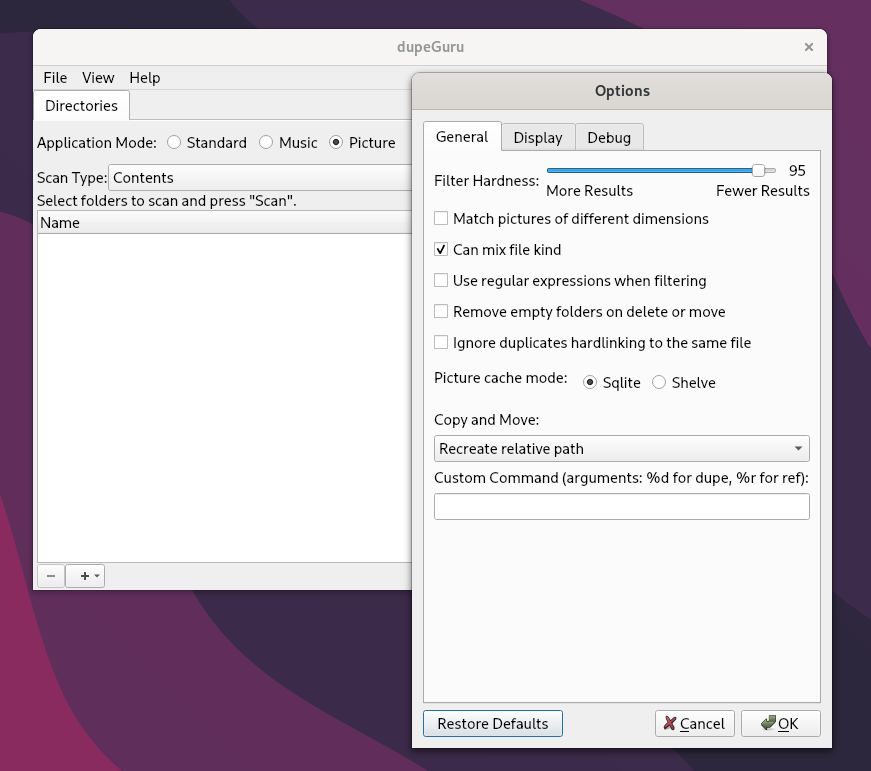 dupeGuru
File View Help
Directories
Application Mode: Standard Music Picture
Scan Type: Contents
Select folders to scan and press "Scan".
Name
Options
General Display Debug
Filter Hardness: 95
More Results Fewer Results
Match pictures of different dimensions
Can mix file kind
Use regular expressions when filtering
Remove empty folders on delete or move
Ignore duplicates hardlinking to the same file
Picture cache mode: Sqlite Shelve
Copy and Move:
Recreate relative path
Custom Command (arguments: %d for dupe, %r for ref):
Restore Defaults Cancel OK